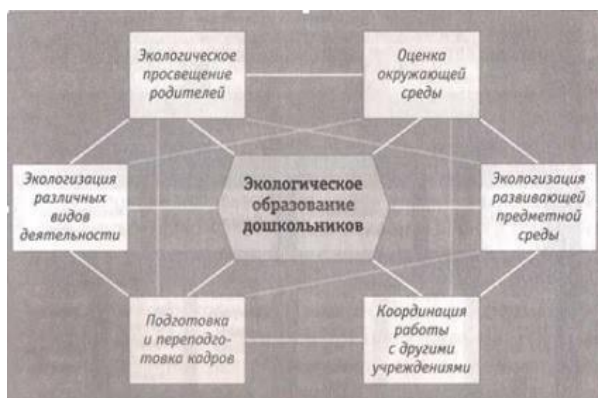 Экологическое
просвещение
родителей
Оценка
окружающей
среды
Экологизация
различных
видов
деятельности
Экологическое
образование
дошкольников
Экологизация
развивающей
предметной
среды
Подготовка
и переподго-
товка кадров
Координация
работы
с другими
учреждениями